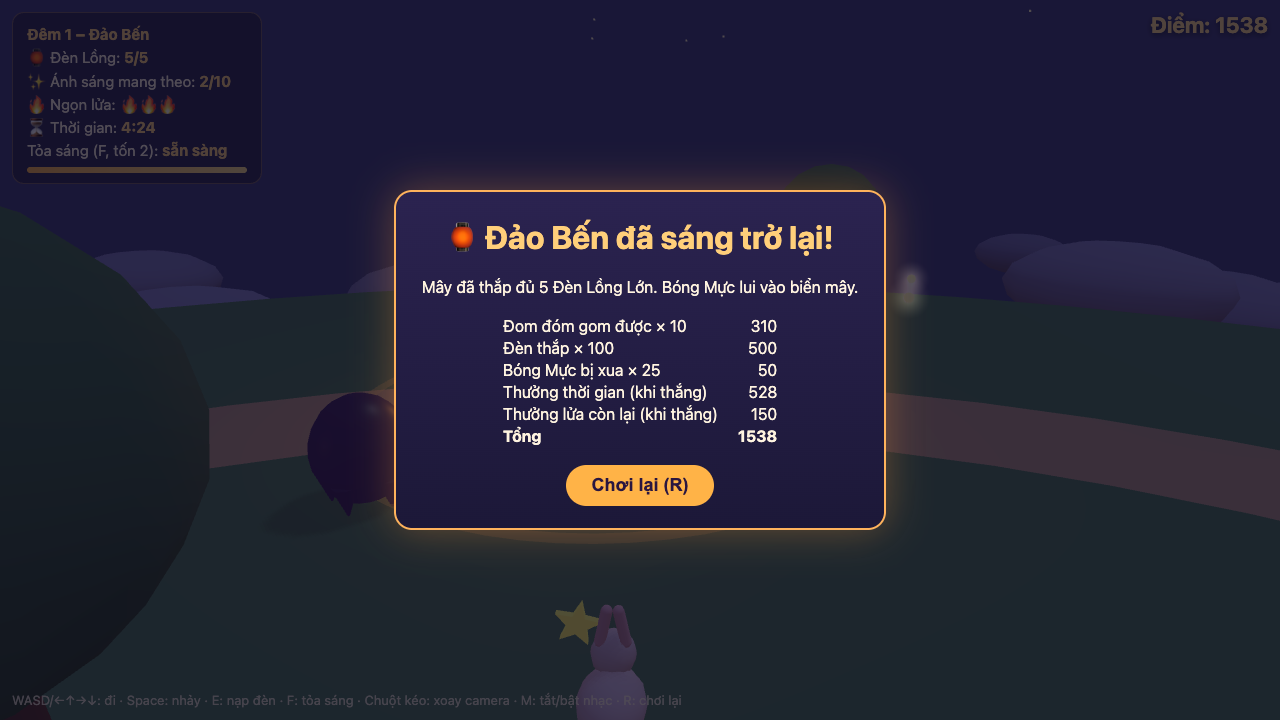 Đêm 1 – Đảo Bến
Đèn Lồng: 5/5
Ánh sáng mang theo: 2/10
Ngọn lửa:
Thời gian: 4:24
Tỏa sáng (F, tốn 2): sẵn sàng
Điểm: 1538
Đảo Bến đã sáng trở lại!
Mây đã thắp đủ 5 Đèn Lồng Lớn. Bóng Mực lui vào biển mây.
Đom đóm gom được × 10 310
Đèn thắp × 100 500
Bóng Mực bị xua × 25 50
Thưởng thời gian (khi thắng) 528
Thưởng lửa còn lại (khi thắng) 150
Tổng 1538
Chơi lại (R)
WASD/←↑→↓: đi · Space: nhảy · E: nạp đèn · F: tỏa sáng · Chuột kéo: xoay camera · M: tắt/bật nhạc · R: chơi lại